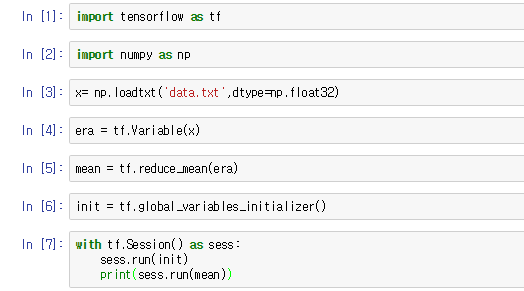 In [1]: import tensorflow as tf
In [2]: import numpy as np
In [3]: x= np.loadtxt('data.txt',dtype=np.float32)
In [4]: era = tf.Variable(x)
In [5]: mean = tf.reduce_mean(era)
In [6]: init = tf.global_variables_initializer()
In [7]: with tf.Session() as sess:
sess.run(init)
print(sess.run(mean))